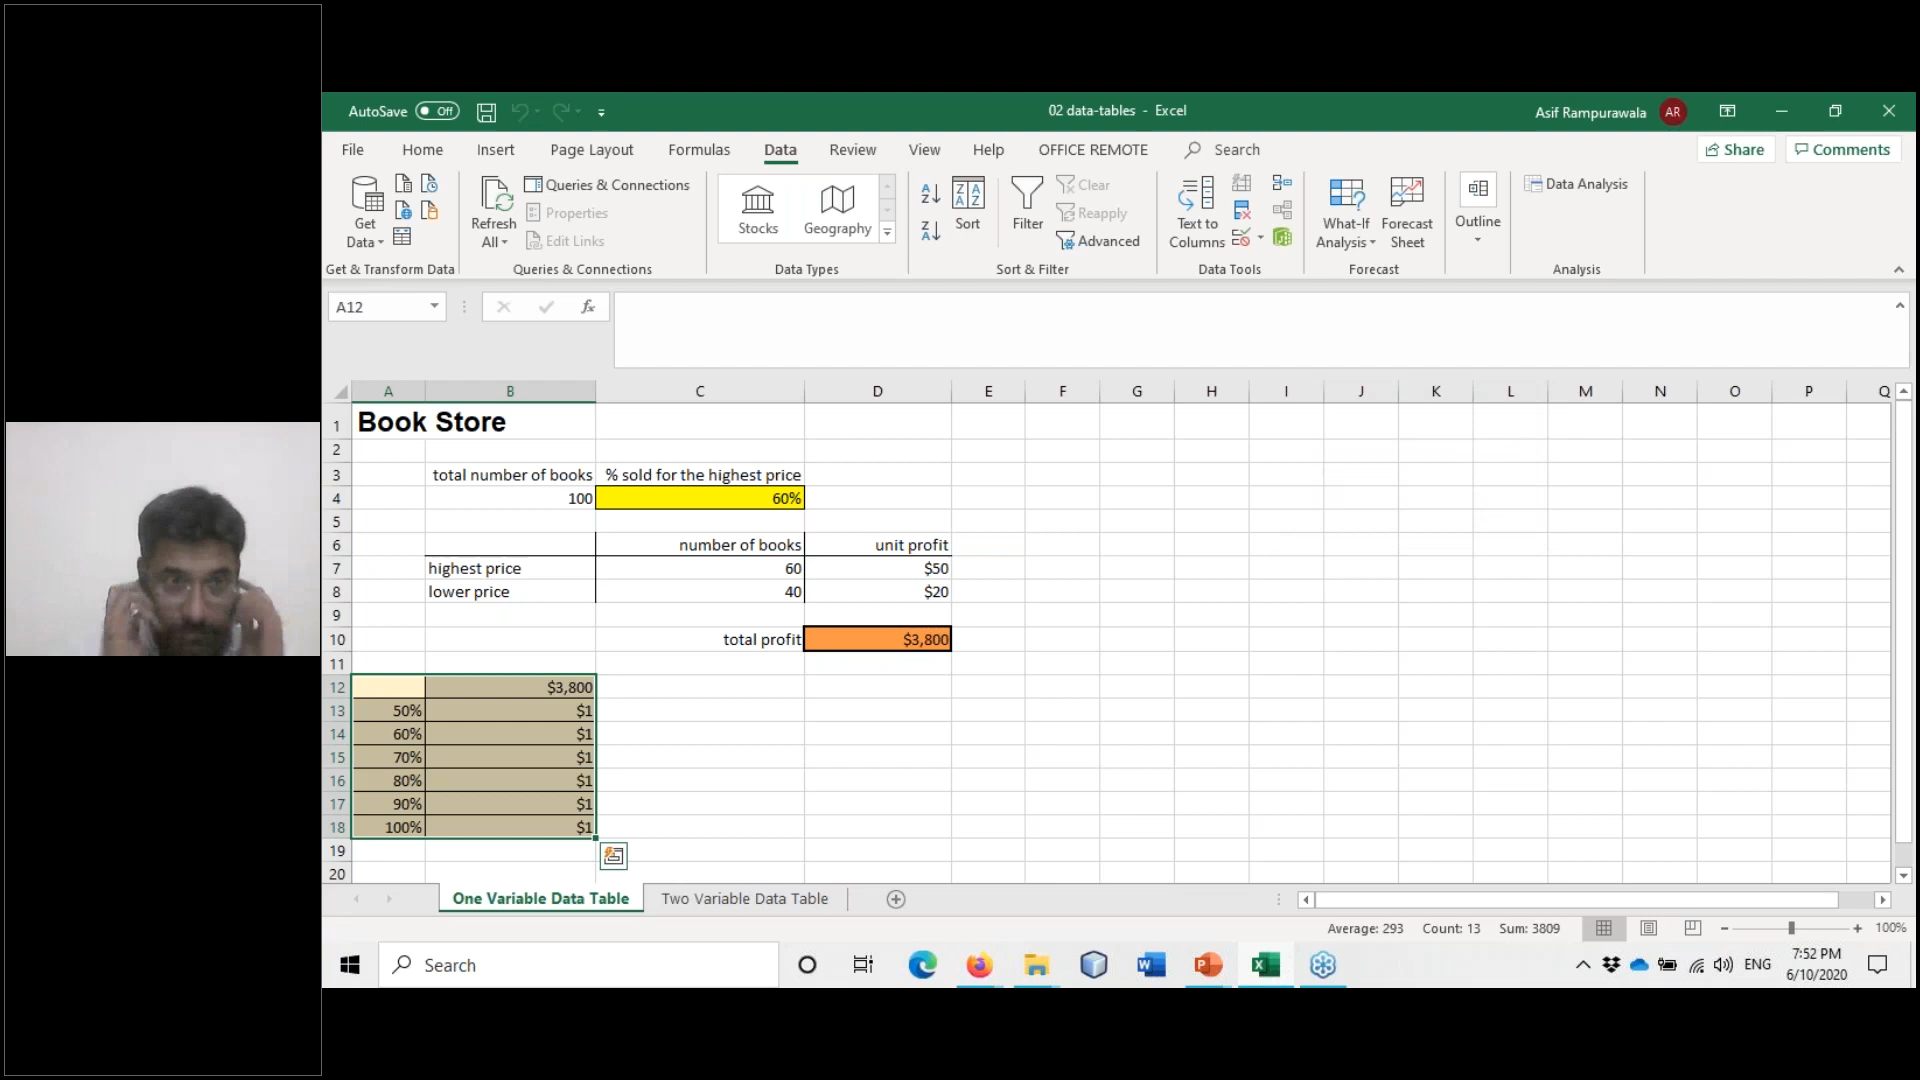 AutoSave Off 02 data-tables - Excel Asif Rampurawala AR
File Home Insert Page Layout Formulas Data Review View Help OFFICE REMOTE Search Share Comments
Get Data Refresh All Queries & Connections Properties Edit Links Stocks Geography Sort Filter Clear Reapply Advanced Text to Columns What-If Analysis Forecast Sheet Outline Data Analysis
Get & Transform Data Queries & Connections Data Types Sort & Filter Data Tools Forecast Analysis
A12 fx
A B C D E F G H I J K L M N O P Q
1 Book Store
2
3 total number of books % sold for the highest price
4 100 60%
5
6 number of books unit profit
7 highest price 60 $50
8 lower price 40 $20
9
10 total profit $3,800
11
12 $3,800
13 50% $1
14 60% $1
15 70% $1
16 80% $1
17 90% $1
18 100% $1
19
20
One Variable Data Table Two Variable Data Table
Average: 293 Count: 13 Sum: 3809 100%
Search ENG 7:52 PM
6/10/2020